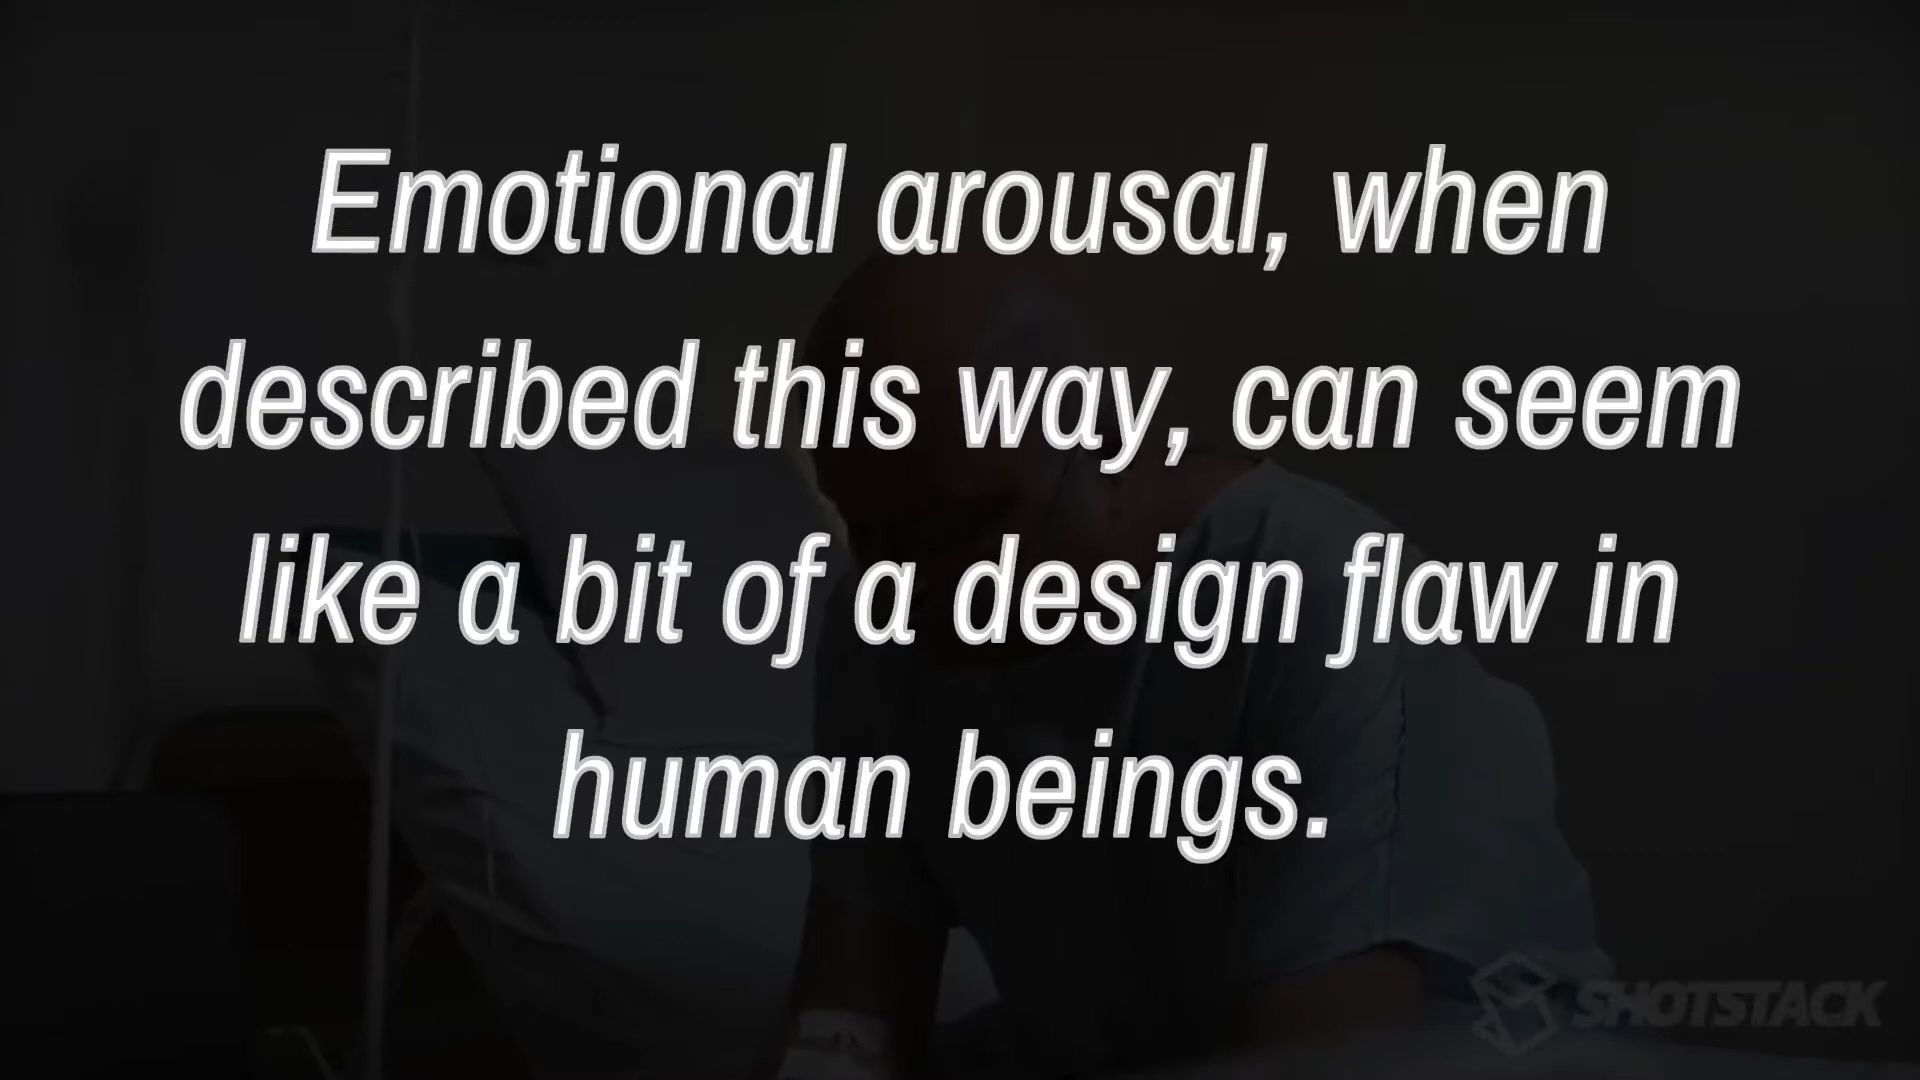 Emotional arousal, when
described this way, can seem
like a bit of a design flaw in
human beings.
SHOTSTACK